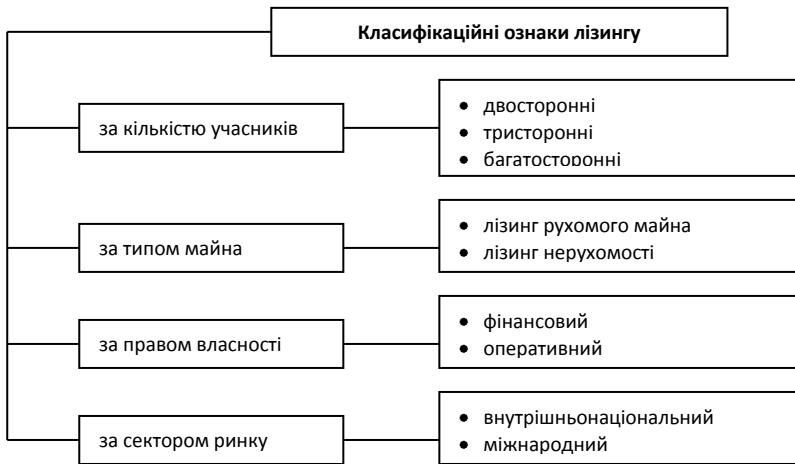 Класифікаційні ознаки лізингу
за кількістю учасників
• двосторонні
• тристоронні
• багатосторонні
за типом майна
• лізинг рухомого майна
• лізинг нерухомості
за правом власності
• фінансовий
• оперативний
за сектором ринку
• внутрішньонаціональний
• міжнародний